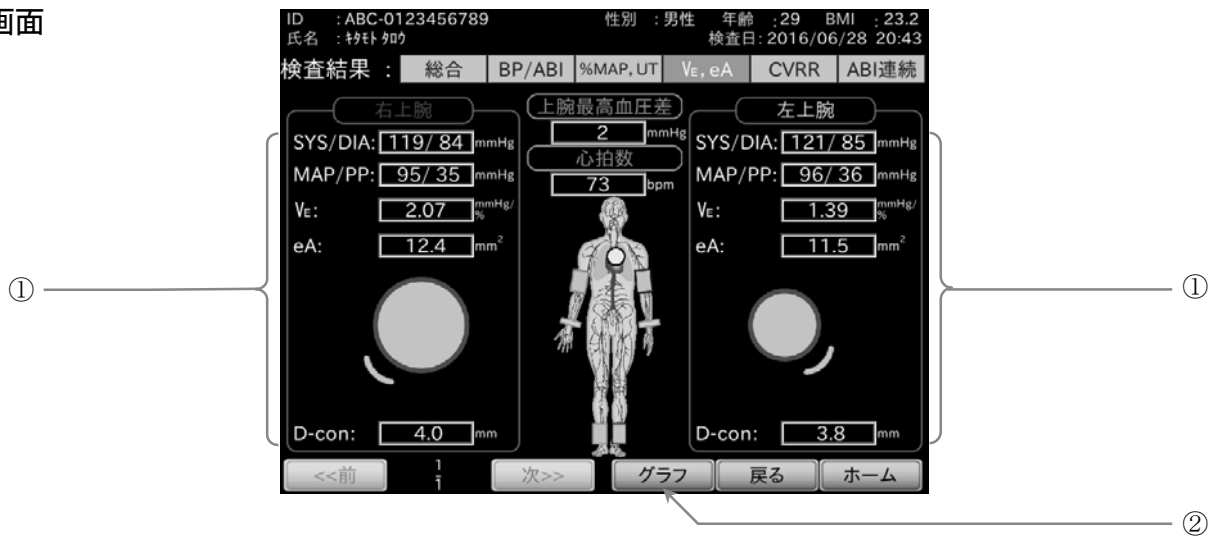 画面
ID : ABC-0123456789 性別 : 男性 年齢 : 29 BMI : 23.2
氏名 : ｷﾀﾓﾄ ﾀﾛｳ 検査日: 2016/06/28 20:43
検査結果 : 総合 BP/ABI %MAP, UT VE, eA CVRR ABI連続
右上腕
SYS/DIA: 119/ 84 mmHg
MAP/PP: 95/ 35 mmHg
VE: 2.07 mmHg/%
eA: 12.4 mm²
D-con: 4.0 mm
上腕最高血圧差
2 mmHg
心拍数
73 bpm
左上腕
SYS/DIA: 121/ 85 mmHg
MAP/PP: 96/ 36 mmHg
VE: 1.39 mmHg/%
eA: 11.5 mm²
D-con: 3.8 mm
① ①
<<前 1/1 次>> グラフ 戻る ホーム
②